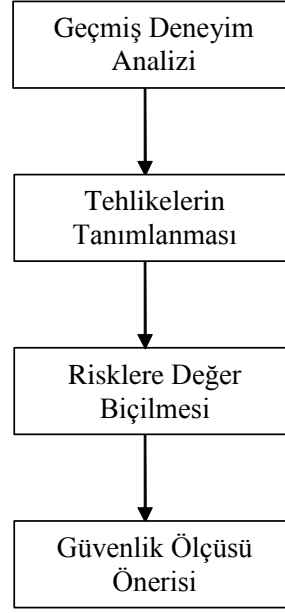 Geçmiş Deneyim
Analizi
Tehlikelerin
Tanımlanması
Risklere Değer
Biçilmesi
Güvenlik Ölçüsü
Önerisi